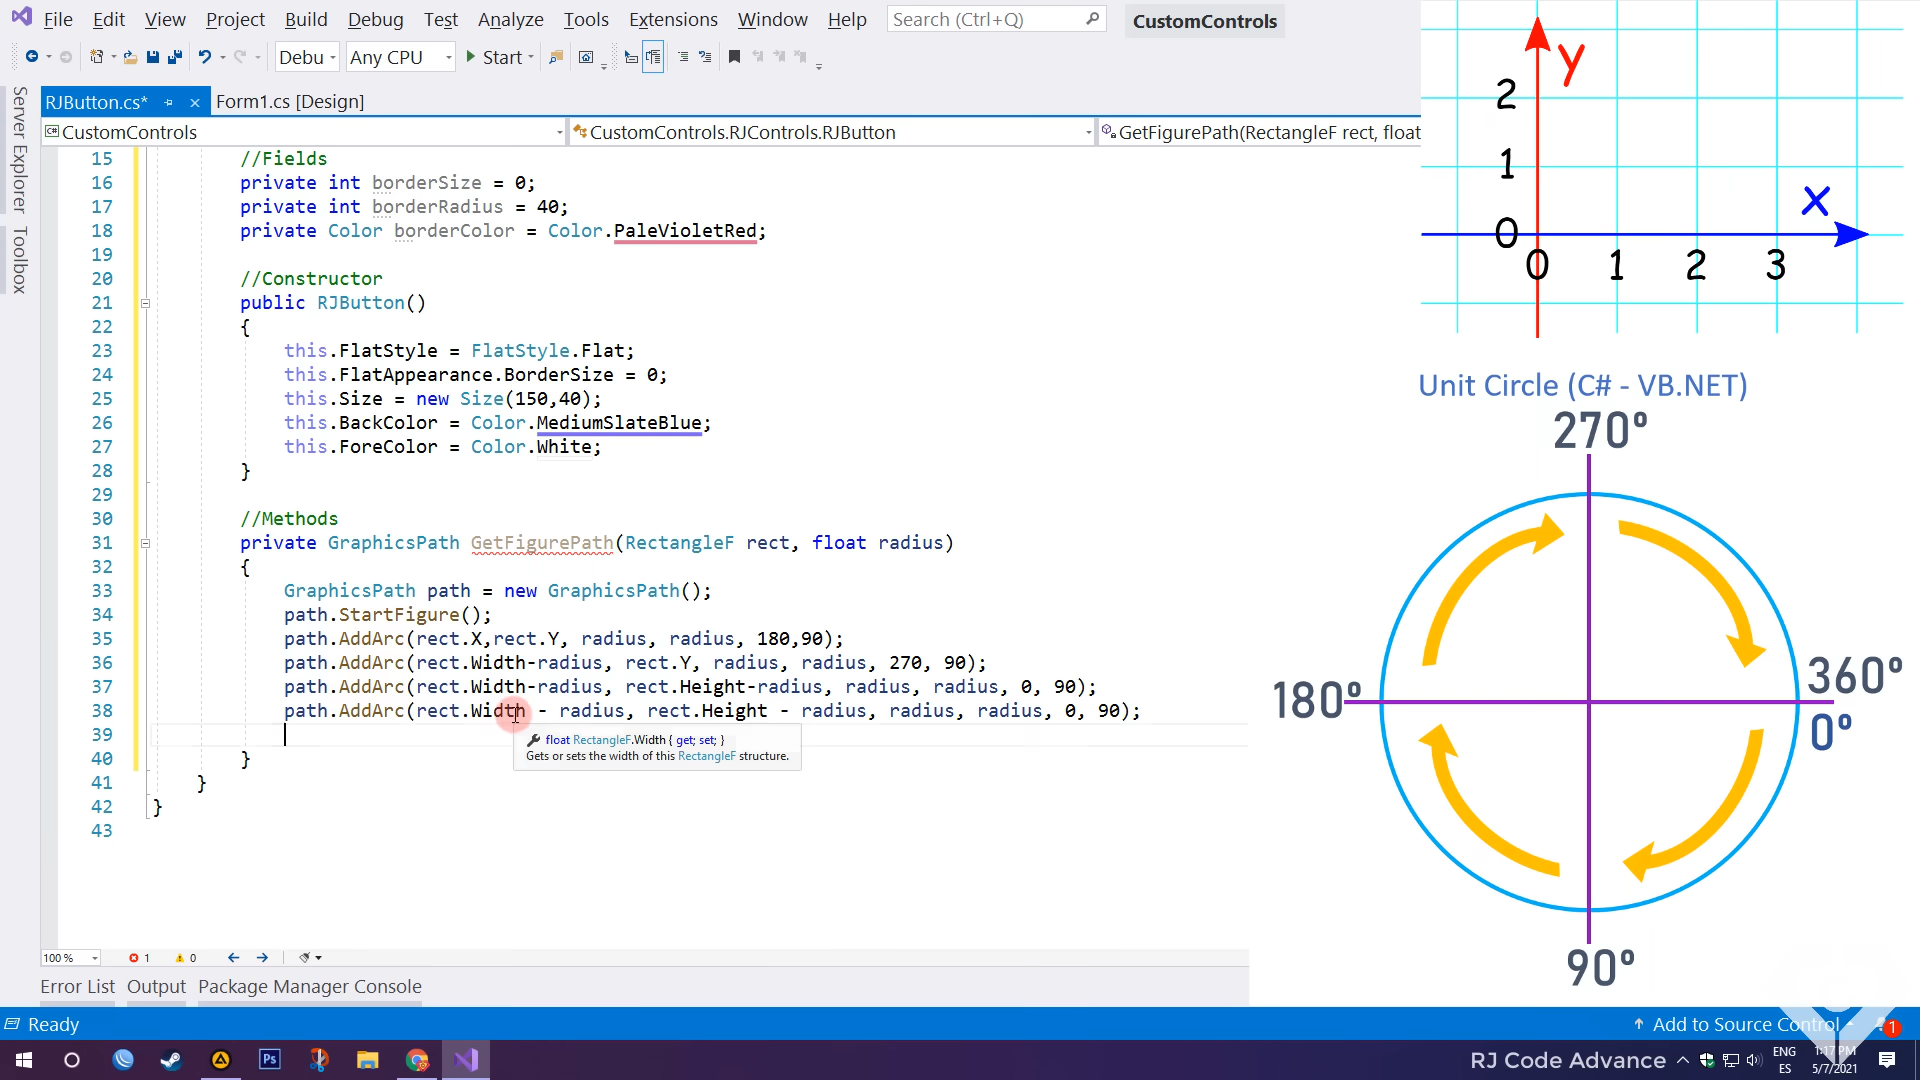 File Edit View Project Build Debug Test Analyze Tools Extensions Window Help Search (Ctrl+Q) CustomControls
Debu Any CPU Start
Server Explorer
Toolbox
RJButton.cs* Form1.cs [Design]
C# CustomControls CustomControls.RJControls.RJButton GetFigurePath(RectangleF rect, float
15 //Fields
16 private int borderSize = 0;
17 private int borderRadius = 40;
18 private Color borderColor = Color.PaleVioletRed;
19
20 //Constructor
21 public RJButton()
22 {
23 this.FlatStyle = FlatStyle.Flat;
24 this.FlatAppearance.BorderSize = 0;
25 this.Size = new Size(150,40);
26 this.BackColor = Color.MediumSlateBlue;
27 this.ForeColor = Color.White;
28 }
29
30 //Methods
31 private GraphicsPath GetFigurePath(RectangleF rect, float radius)
32 {
33 GraphicsPath path = new GraphicsPath();
34 path.StartFigure();
35 path.AddArc(rect.X,rect.Y, radius, radius, 180,90);
36 path.AddArc(rect.Width-radius, rect.Y, radius, radius, 270, 90);
37 path.AddArc(rect.Width-radius, rect.Height-radius, radius, radius, 0, 90);
38 path.AddArc(rect.Width - radius, rect.Height - radius, radius, radius, 0, 90);
39
float RectangleF.Width { get; set; }
Gets or sets the width of this RectangleF structure.
40 }
41 }
42 }
43
y
2
1
0
x
0 1 2 3
Unit Circle (C# - VB.NET)
270º
180º
360º
0º
90º
100 % 1 0
Error List Output Package Manager Console
Ready Add to Source Control 1
Ps
RJ Code Advance
ENG
ES
1:17 PM
5/7/2021